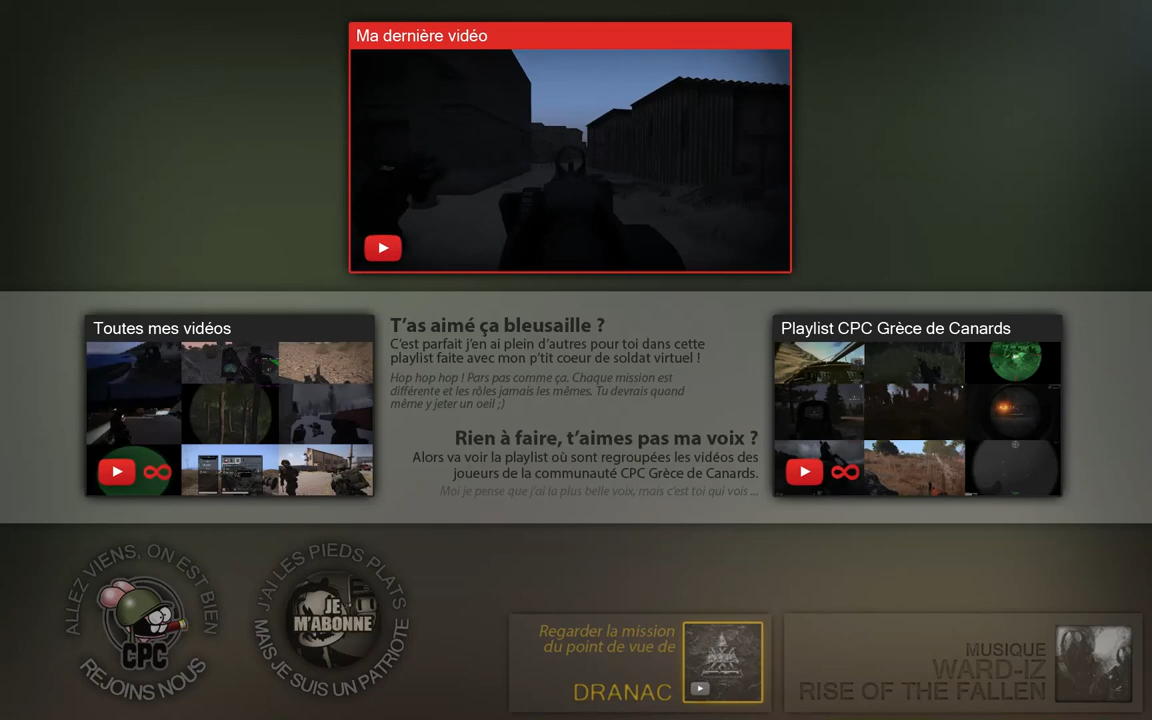 Ma dernière vidéo
Toutes mes vidéos
T'as aimé ça bleusaille ?
C'est parfait j'en ai plein d'autres pour toi dans cette
playlist faite avec mon p'tit coeur de soldat virtuel !
Hop hop hop ! Pars pas comme ça. Chaque mission est
différente et les rôles jamais les mêmes. Tu devrais quand
même y jeter un oeil ;)
Rien à faire, t'aimes pas ma voix ?
Alors va voir la playlist où sont regroupées les vidéos des
joueurs de la communauté CPC Grèce de Canards.
Moi je pense que j'ai la plus belle voix, mais c'est toi qui vois ...
Playlist CPC Grèce de Canards
ALLEZ VIENS, ON EST BIEN
CPC
REJOINS NOUS
J'AI LES PIEDS PLATS
JE
M'ABONNE
MAIS JE SUIS UN PATRIOTE
Regarder la mission
du point de vue de
DRANAC
MUSIQUE
WARD-IZ
RISE OF THE FALLEN